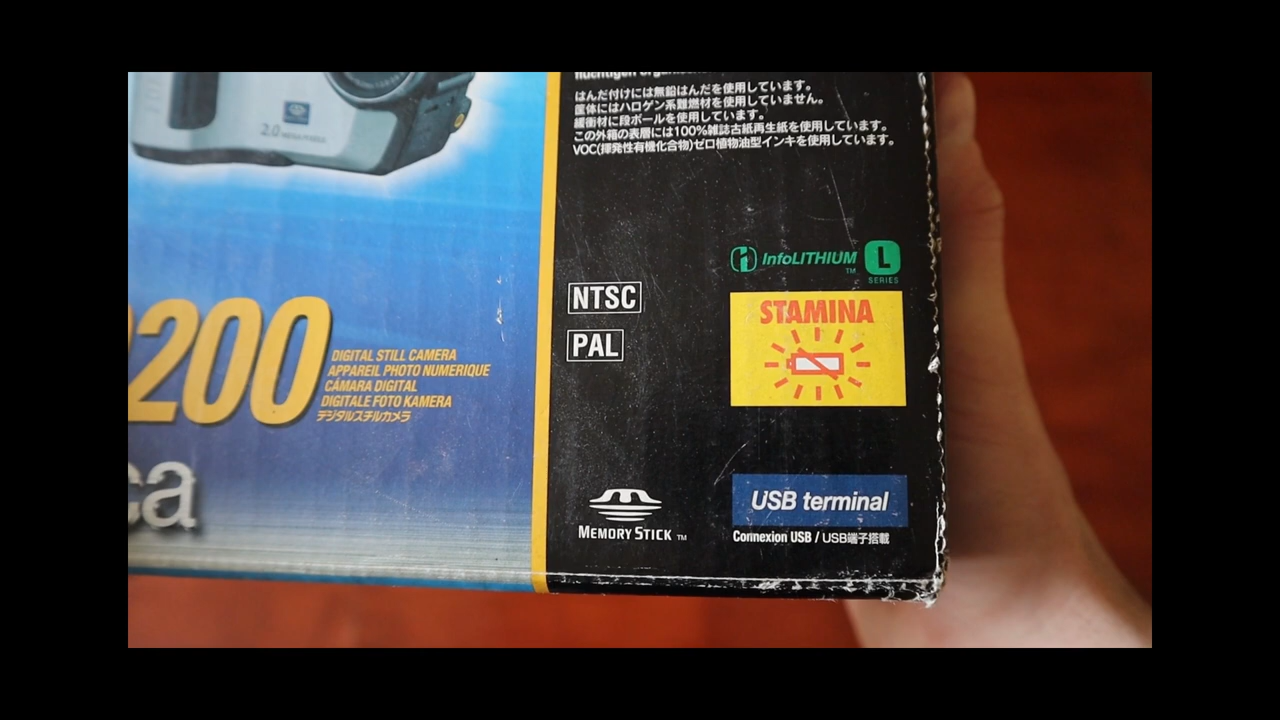 2.0 MEGA PIXELS
200
DIGITAL STILL CAMERA
APPAREIL PHOTO NUMERIQUE
CÁMARA DIGITAL
DIGITALE FOTO KAMERA
デジタルスチルカメラ
ca
はんだ付けには無鉛はんだを使用しています。
筐体にはハロゲン系難燃材を使用していません。
緩衝材に段ボールを使用しています。
この外箱の表層には100%雑誌古紙再生紙を使用しています。
VOC(揮発性有機化合物)ゼロ植物油型インキを使用しています。
InfoLITHIUM TM L
SERIES
NTSC
PAL
STAMINA
MEMORY STICK TM
USB terminal
Connexion USB / USB端子搭載